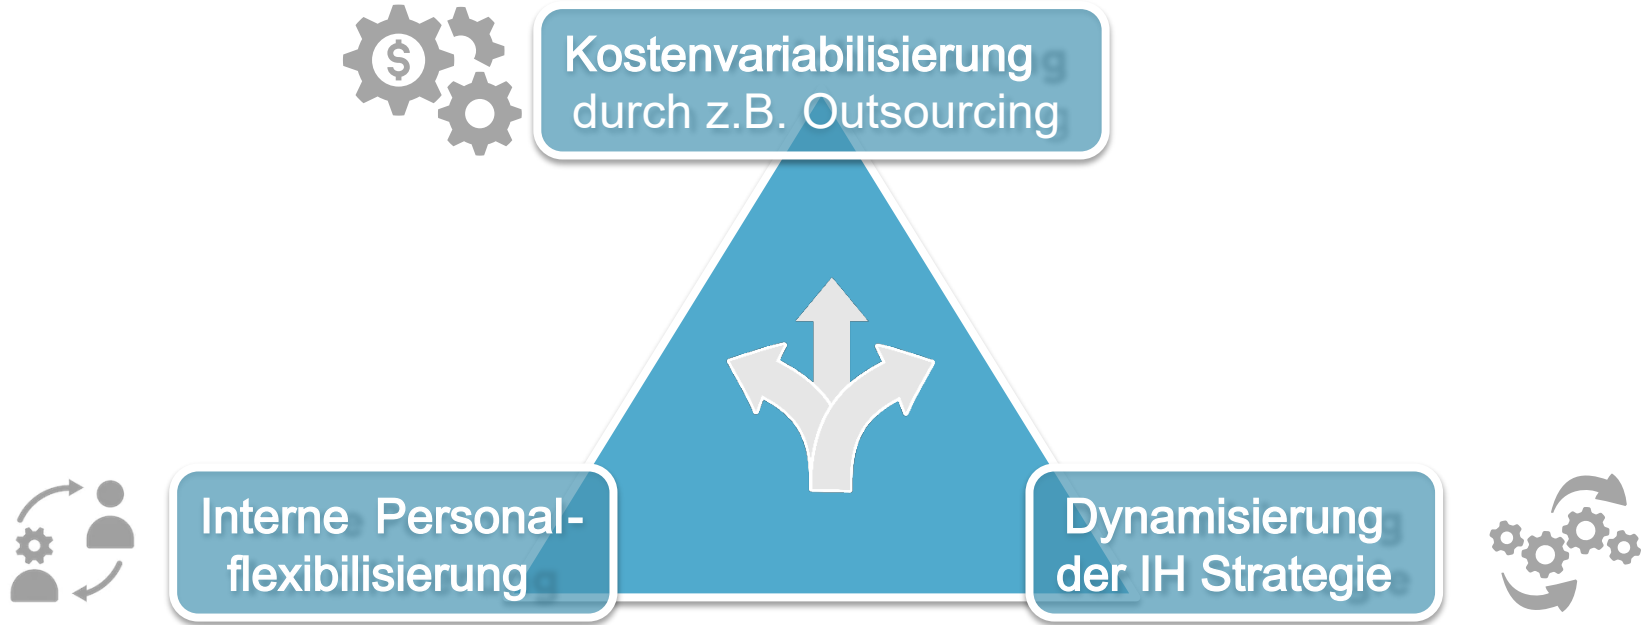 $
Kostenvariabilisierung
durch z.B. Outsourcing
Interne Personal-
flexibilisierung
Dynamisierung
der IH Strategie